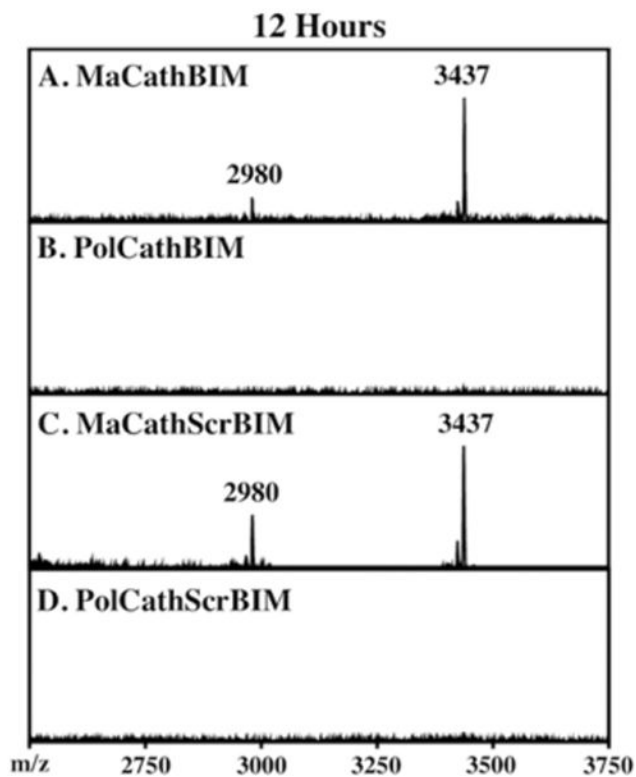 12 Hours
A. MaCathBIM
3437
2980
B. PolCathBIM
C. MaCathScrBIM
3437
2980
D. PolCathScrBIM
m/z 2750 3000 3250 3500 3750